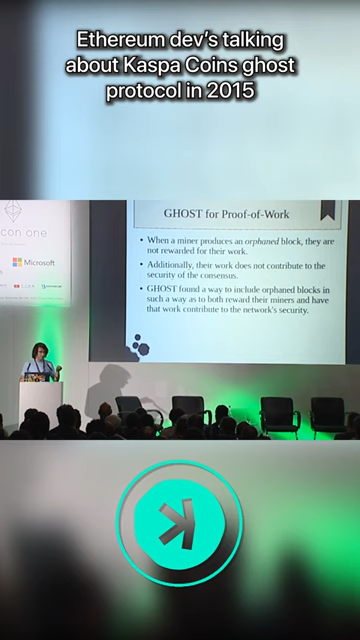 Ethereum dev's talking
about Kaspa Coins ghost
protocol in 2015
con one
Microsoft
GHOST for Proof-of-Work
• When a miner produces an orphaned block, they are
not rewarded for their work.
• Additionally, their work does not contribute to the
security of the consensus.
• GHOST found a way to include orphaned blocks in
such a way as to both reward their miners and have
that work contribute to the network's security.